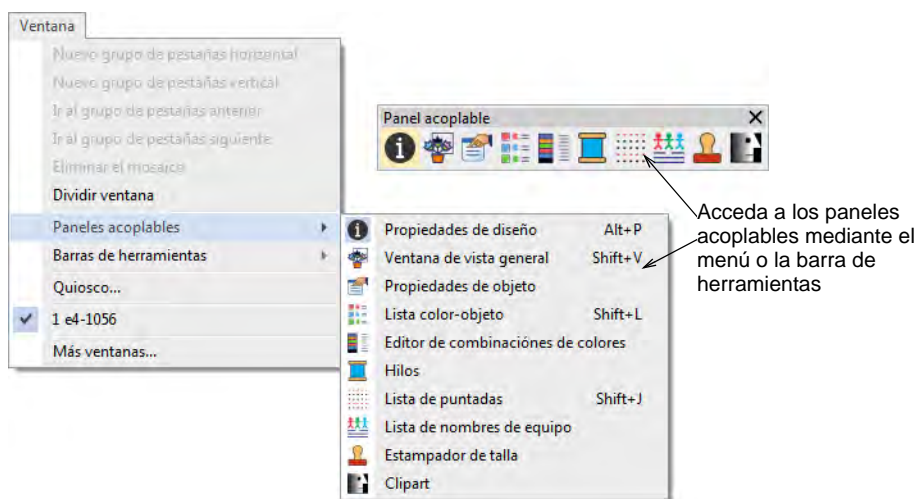 Ventana
Nuevo grupo de pestañas horizontal
Nuevo grupo de pestañas vertical
Ir al grupo de pestañas anterior
Ir al grupo de pestañas siguiente
Eliminar el mosaico
Dividir ventana
Paneles acoplables
Barras de herramientas
Quiosco...
1 e4-1056
Más ventanas...
Panel acoplable
Propiedades de diseño Alt+P
Ventana de vista general Shift+V
Propiedades de objeto
Lista color-objeto Shift+L
Editor de combinaciónes de colores
Hilos
Lista de puntadas Shift+J
Lista de nombres de equipo
Estampador de talla
Clipart
Acceda a los paneles
acoplables mediante el
menú o la barra de
herramientas